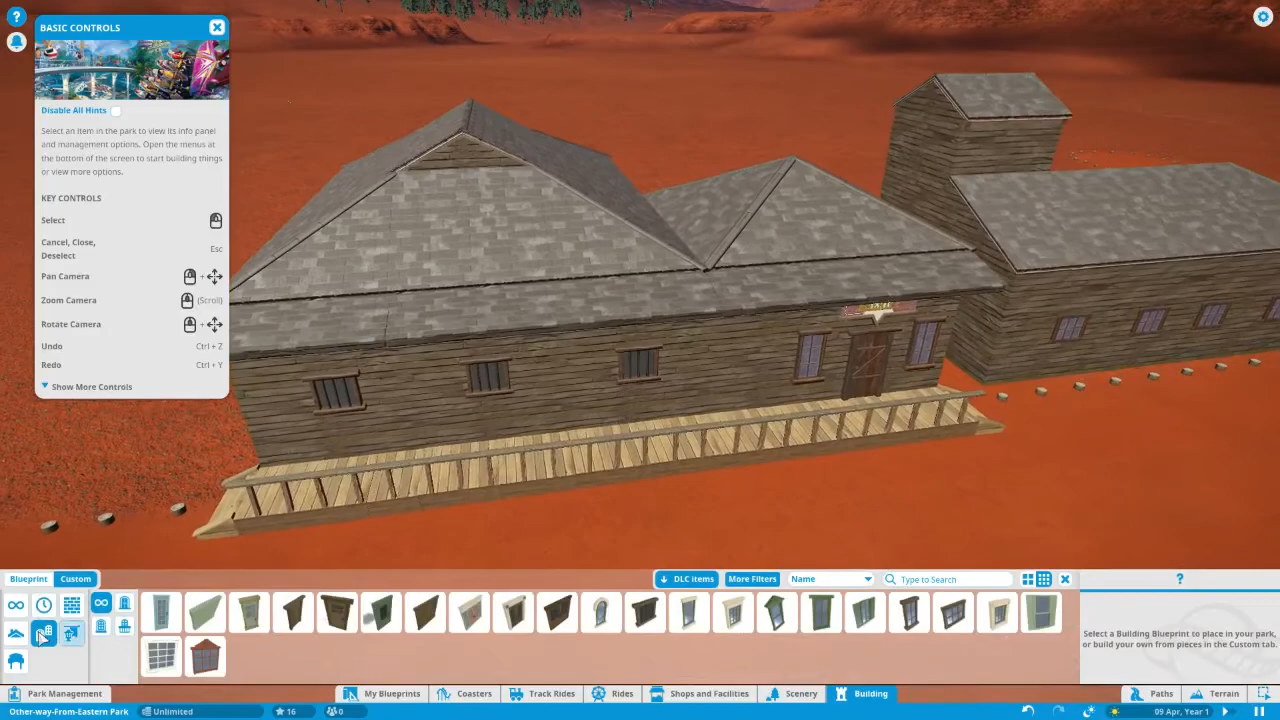 BASIC CONTROLS
Disable All Hints
Select an item in the park to view its info panel
and management options. Open the menus
at the bottom of the screen to start building things
or view more options.
KEY CONTROLS
Select
Cancel, Close,
Deselect
Esc
Pan Camera
+
Zoom Camera
(Scroll)
Rotate Camera
+
Undo
Ctrl + Z
Redo
Ctrl + Y
Show More Controls
Blueprint
Custom
DLC items
More Filters
Name
Type to Search
?
Select a Building Blueprint to place in your park,
or build your own from pieces in the Custom tab.
Park Management
My Blueprints
Coasters
Track Rides
Rides
Shops and Facilities
Scenery
Building
Paths
Terrain
Other-way-From-Eastern Park
Unlimited
16
0
09 Apr, Year 1